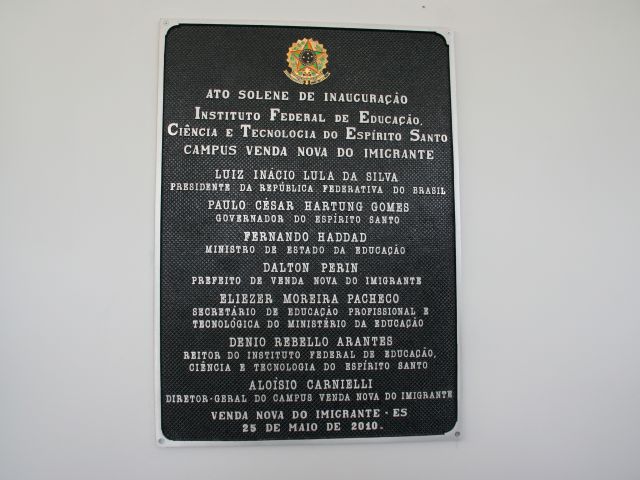 ATO SOLENE DE INAUGURAÇÃO
INSTITUTO FEDERAL DE EDUCAÇÃO,
CIÊNCIA E TECNOLOGIA DO ESPÍRITO SANTO
CAMPUS VENDA NOVA DO IMIGRANTE
LUIZ INÁCIO LULA DA SILVA
PRESIDENTE DA REPÚBLICA FEDERATIVA DO BRASIL
PAULO CÉSAR HARTUNG GOMES
GOVERNADOR DO ESPÍRITO SANTO
FERNANDO HADDAD
MINISTRO DE ESTADO DA EDUCAÇÃO
DALTON PERIN
PREFEITO DE VENDA NOVA DO IMIGRANTE
ELIEZER MOREIRA PACHECO
SECRETÁRIO DE EDUCAÇÃO PROFISSIONAL E
TECNOLÓGICA DO MINISTÉRIO DA EDUCAÇÃO
DENIO REBELLO ARANTES
REITOR DO INSTITUTO FEDERAL DE EDUCAÇÃO,
CIÊNCIA E TECNOLOGIA DO ESPÍRITO SANTO
ALOÍSIO CARNIELLI
DIRETOR-GERAL DO CAMPUS VENDA NOVA DO IMIGRANTE
VENDA NOVA DO IMIGRANTE - ES
25 DE MAIO DE 2010.